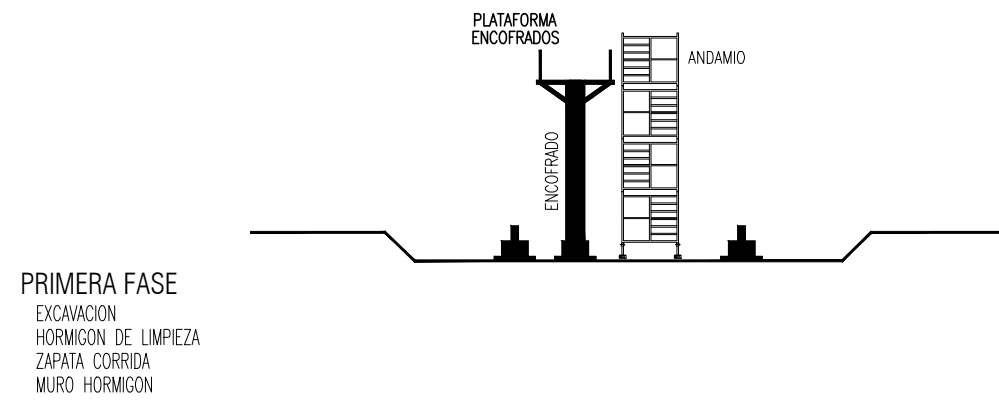 PLATAFORMA
ENCOFRADOS
ANDAMIO
ENCOFRADO
PRIMERA FASE
EXCAVACION
HORMIGON DE LIMPIEZA
ZAPATA CORRIDA
MURO HORMIGON